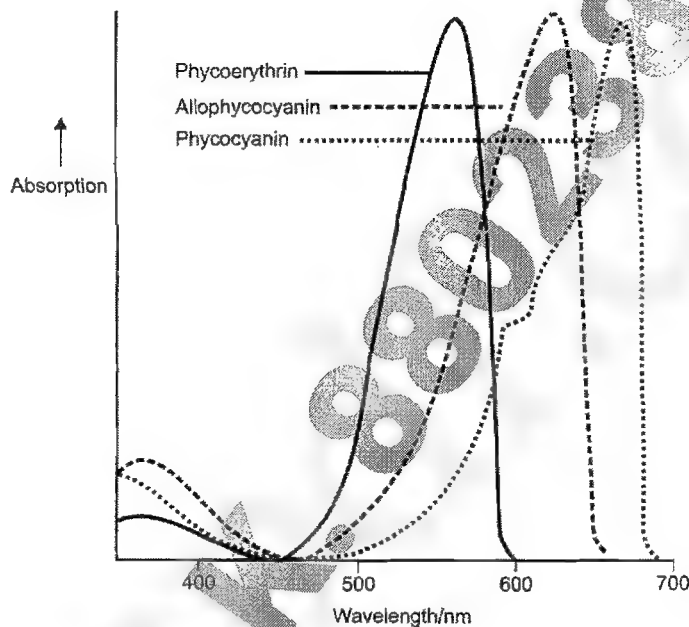 Phycoerythrin
Allophycocyanin
Phycocyanin
Absorption
400 500 600 700
Wavelength/nm